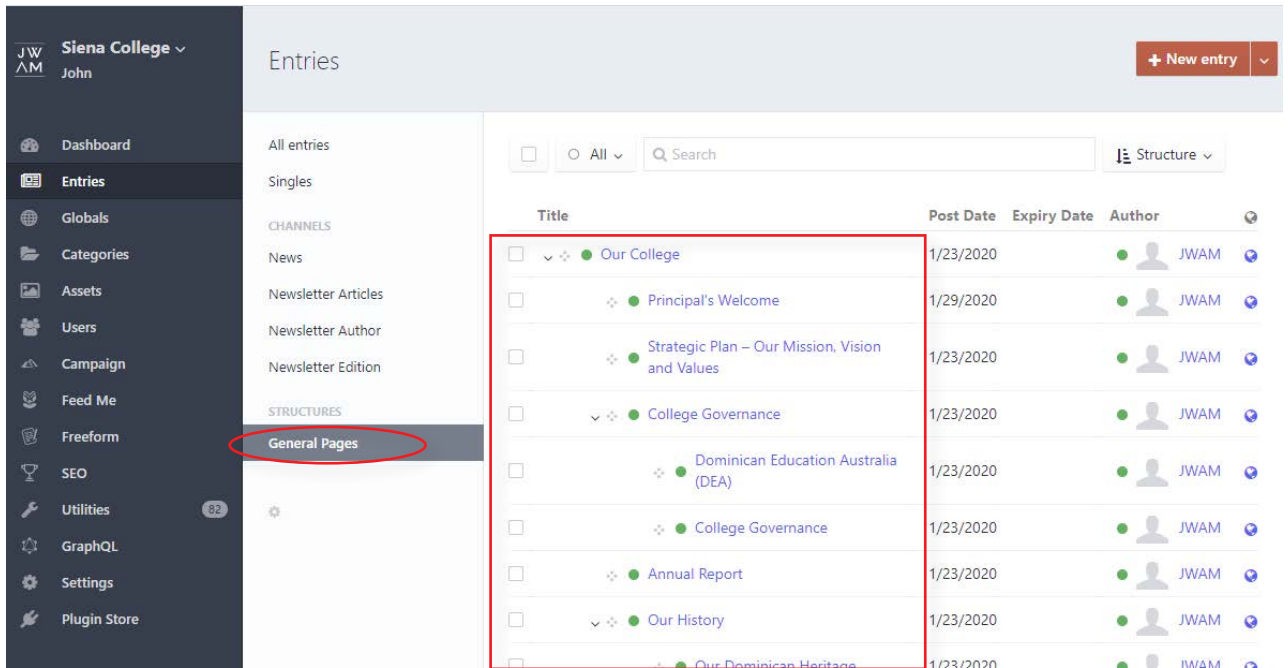 JW
AM
Siena College
John
Dashboard
Entries
Globals
Categories
Assets
Users
Campaign
Feed Me
Freeform
SEO
Utilities 82
GraphQL
Settings
Plugin Store
Entries
+ New entry
All entries
Singles
CHANNELS
News
Newsletter Articles
Newsletter Author
Newsletter Edition
STRUCTURES
General Pages
All
Search
Structure
Title Post Date Expiry Date Author
Our College 1/23/2020 JWAM
Principal's Welcome 1/29/2020 JWAM
Strategic Plan – Our Mission, Vision
and Values 1/23/2020 JWAM
College Governance 1/23/2020 JWAM
Dominican Education Australia
(DEA) 1/23/2020 JWAM
College Governance 1/23/2020 JWAM
Annual Report 1/23/2020 JWAM
Our History 1/23/2020 JWAM
Our Dominican Heritage 1/23/2020 JWAM